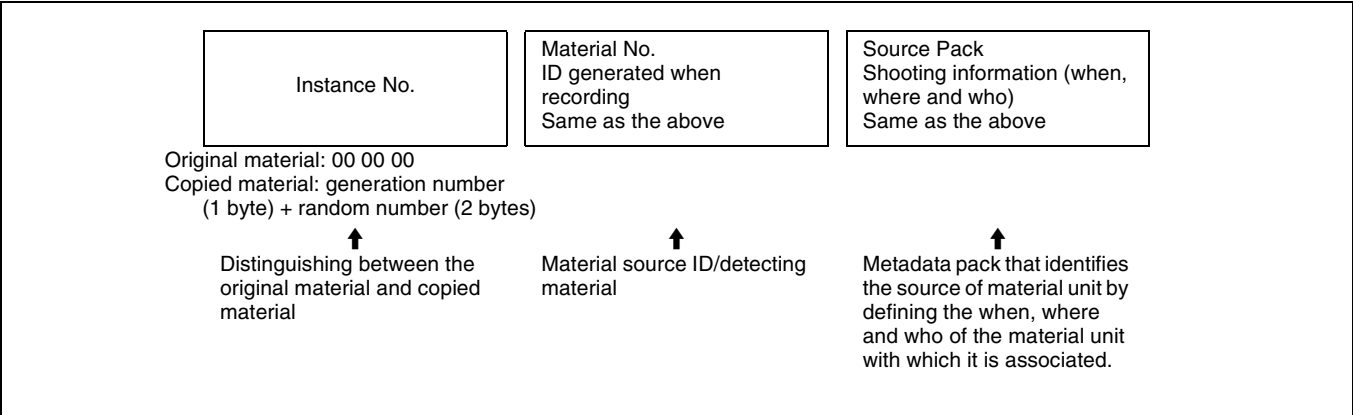 Instance No.
Material No.
ID generated when
recording
Same as the above
Source Pack
Shooting information (when,
where and who)
Same as the above
Original material: 00 00 00
Copied material: generation number
(1 byte) + random number (2 bytes)
Distinguishing between the
original material and copied
material
Material source ID/detecting
material
Metadata pack that identifies
the source of material unit by
defining the when, where
and who of the material unit
with which it is associated.